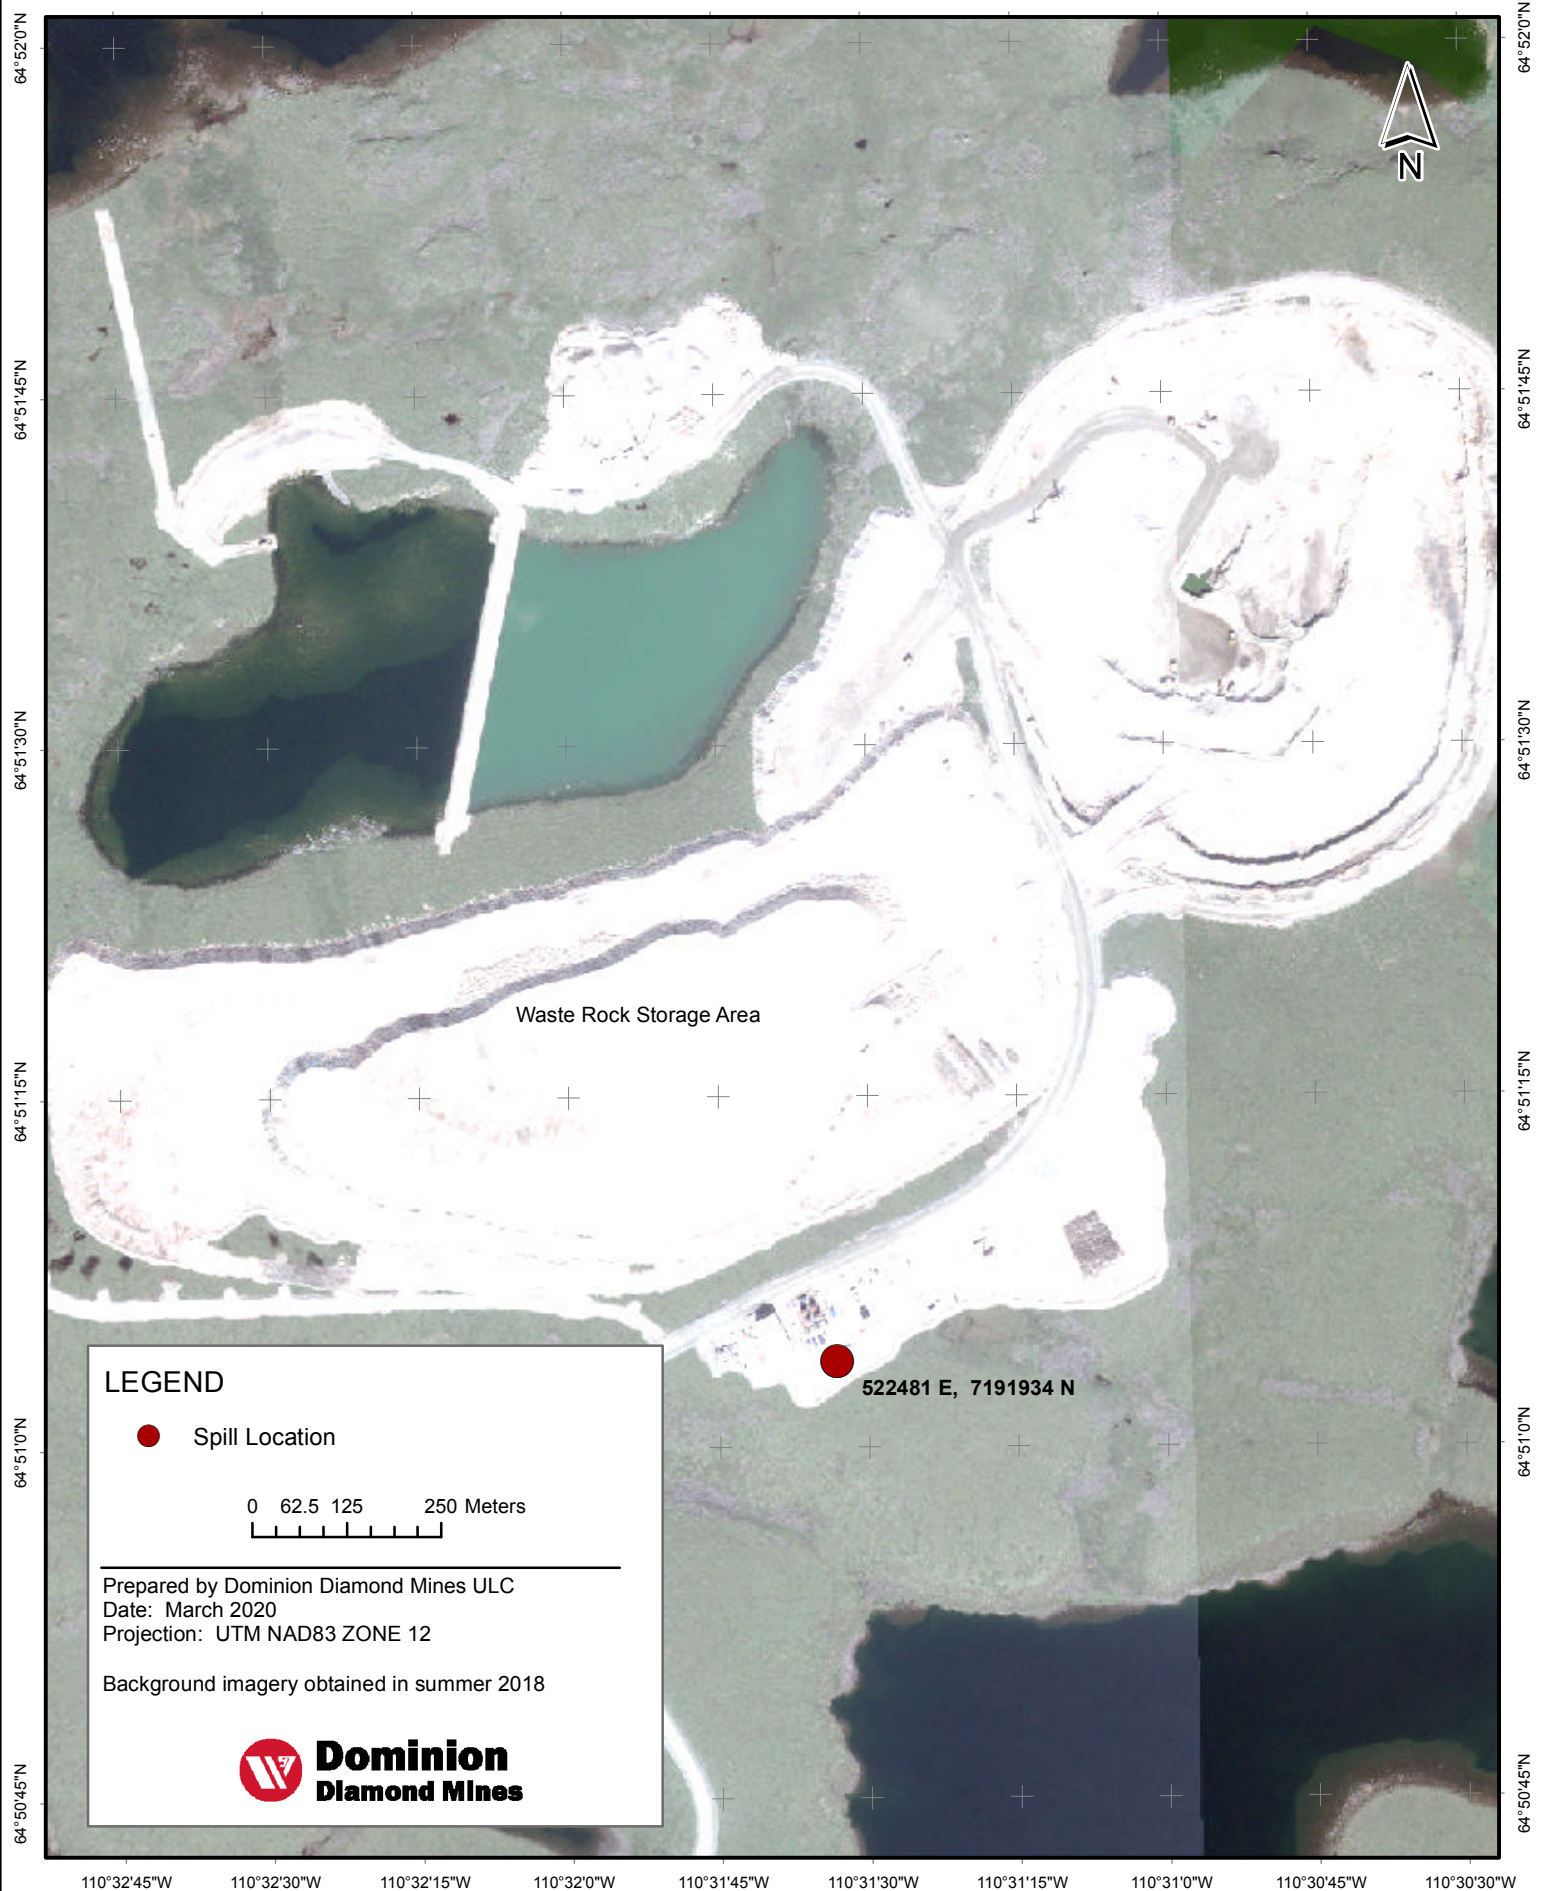 64°52'0"N
64°52'0"N
N
64°51'45"N
64°51'45"N
64°51'30"N
64°51'30"N
Waste Rock Storage Area
64°51'15"N
64°51'15"N
522481 E, 7191934 N
64°51'0"N
64°51'0"N
LEGEND
Spill Location
0 62.5 125 250 Meters
Prepared by Dominion Diamond Mines ULC
Date: March 2020
Projection: UTM NAD83 ZONE 12
Background imagery obtained in summer 2018
Dominion
Diamond Mines
64°50'45"N
64°50'45"N
110°32'45"W 110°32'30"W 110°32'15"W 110°32'0"W 110°31'45"W 110°31'30"W 110°31'15"W 110°31'0"W 110°30'45"W 110°30'30"W